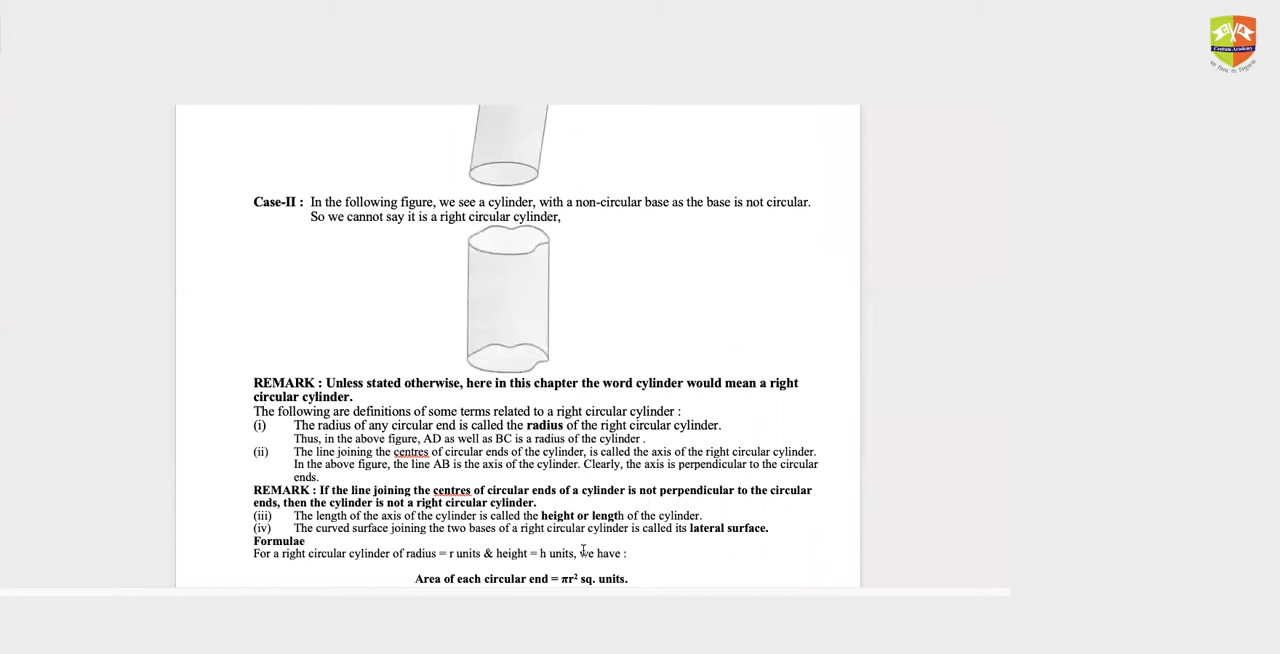 Centum Academy
Case-II : In the following figure, we see a cylinder, with a non-circular base as the base is not circular.
So we cannot say it is a right circular cylinder,
REMARK : Unless stated otherwise, here in this chapter the word cylinder would mean a right
circular cylinder.
The following are definitions of some terms related to a right circular cylinder :
(i) The radius of any circular end is called the radius of the right circular cylinder.
Thus, in the above figure, AD as well as BC is a radius of the cylinder .
(ii) The line joining the centres of circular ends of the cylinder, is called the axis of the right circular cylinder.
In the above figure, the line AB is the axis of the cylinder. Clearly, the axis is perpendicular to the circular
ends.
REMARK : If the line joining the centres of circular ends of a cylinder is not perpendicular to the circular
ends, then the cylinder is not a right circular cylinder.
(iii) The length of the axis of the cylinder is called the height or length of the cylinder.
(iv) The curved surface joining the two bases of a right circular cylinder is called its lateral surface.
Formulae
For a right circular cylinder of radius = r units & height = h units, we have :
Area of each circular end = πr² sq. units.